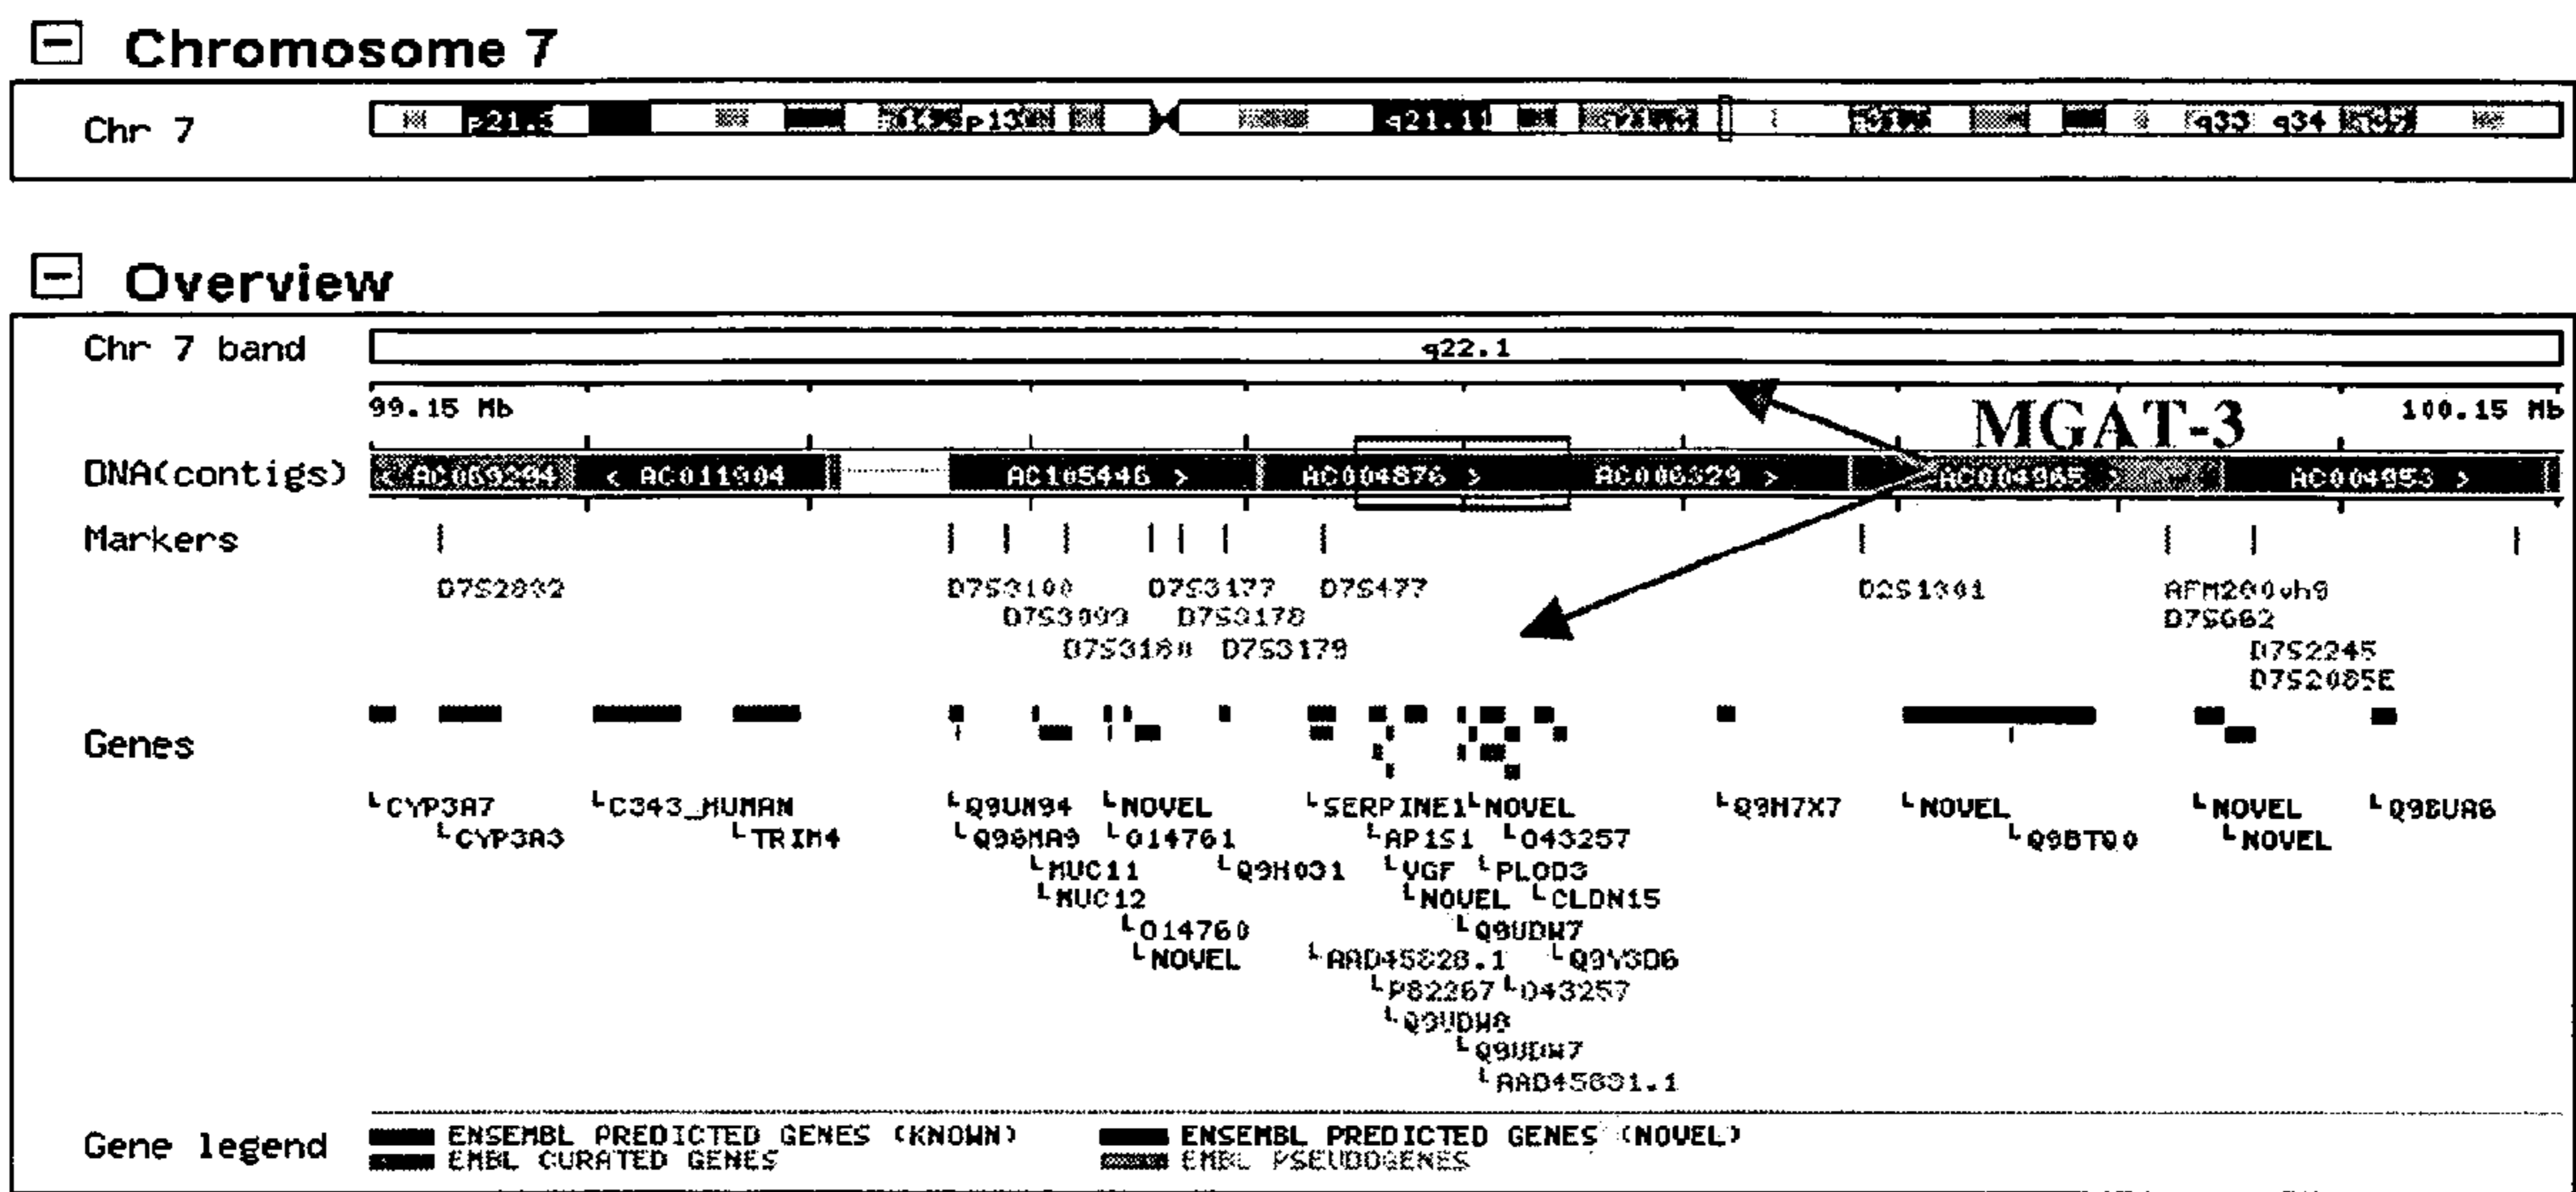 Chromosome 7
Chr 7 p21.3 p13 q21.11 q33 q34 q35
Overview
Chr 7 band q22.1
99.15 Mb MGAT-3 100.15 Mb
DNA(contigs) < AC069294 < AC011904 AC105446 > AC004876 > AC006329 > AC004965 > AC004953 >
Markers
D7S2832 D7S3100 D7S3177 D7S477 D2S1301 AFM280vh9
D7S3099 D7S3178 D7S662
D7S3180 D7S3179 D7S2245
D7S2085E
Genes
CYP3A7 C343_HUMAN Q9UN94 NOVEL SERPINE1 NOVEL Q9H7X7 NOVEL NOVEL Q9BUA6
CYP3A3 TRIM4 Q96MA9 O14761 AP1S1 O43257 Q9BT00 NOVEL
MUC11 Q9H031 VGF PLOD3
MUC12 NOVEL CLDN15
O14760 Q9UDW7
NOVEL AAD45828.1 Q9Y3D6
P82267 O43257
Q9UDW8
Q9UDW7
AAD45831.1
Gene legend ENSEMBL PREDICTED GENES (KNOWN) ENSEMBL PREDICTED GENES (NOVEL)
EMBL CURATED GENES EMBL PSEUDOGENES